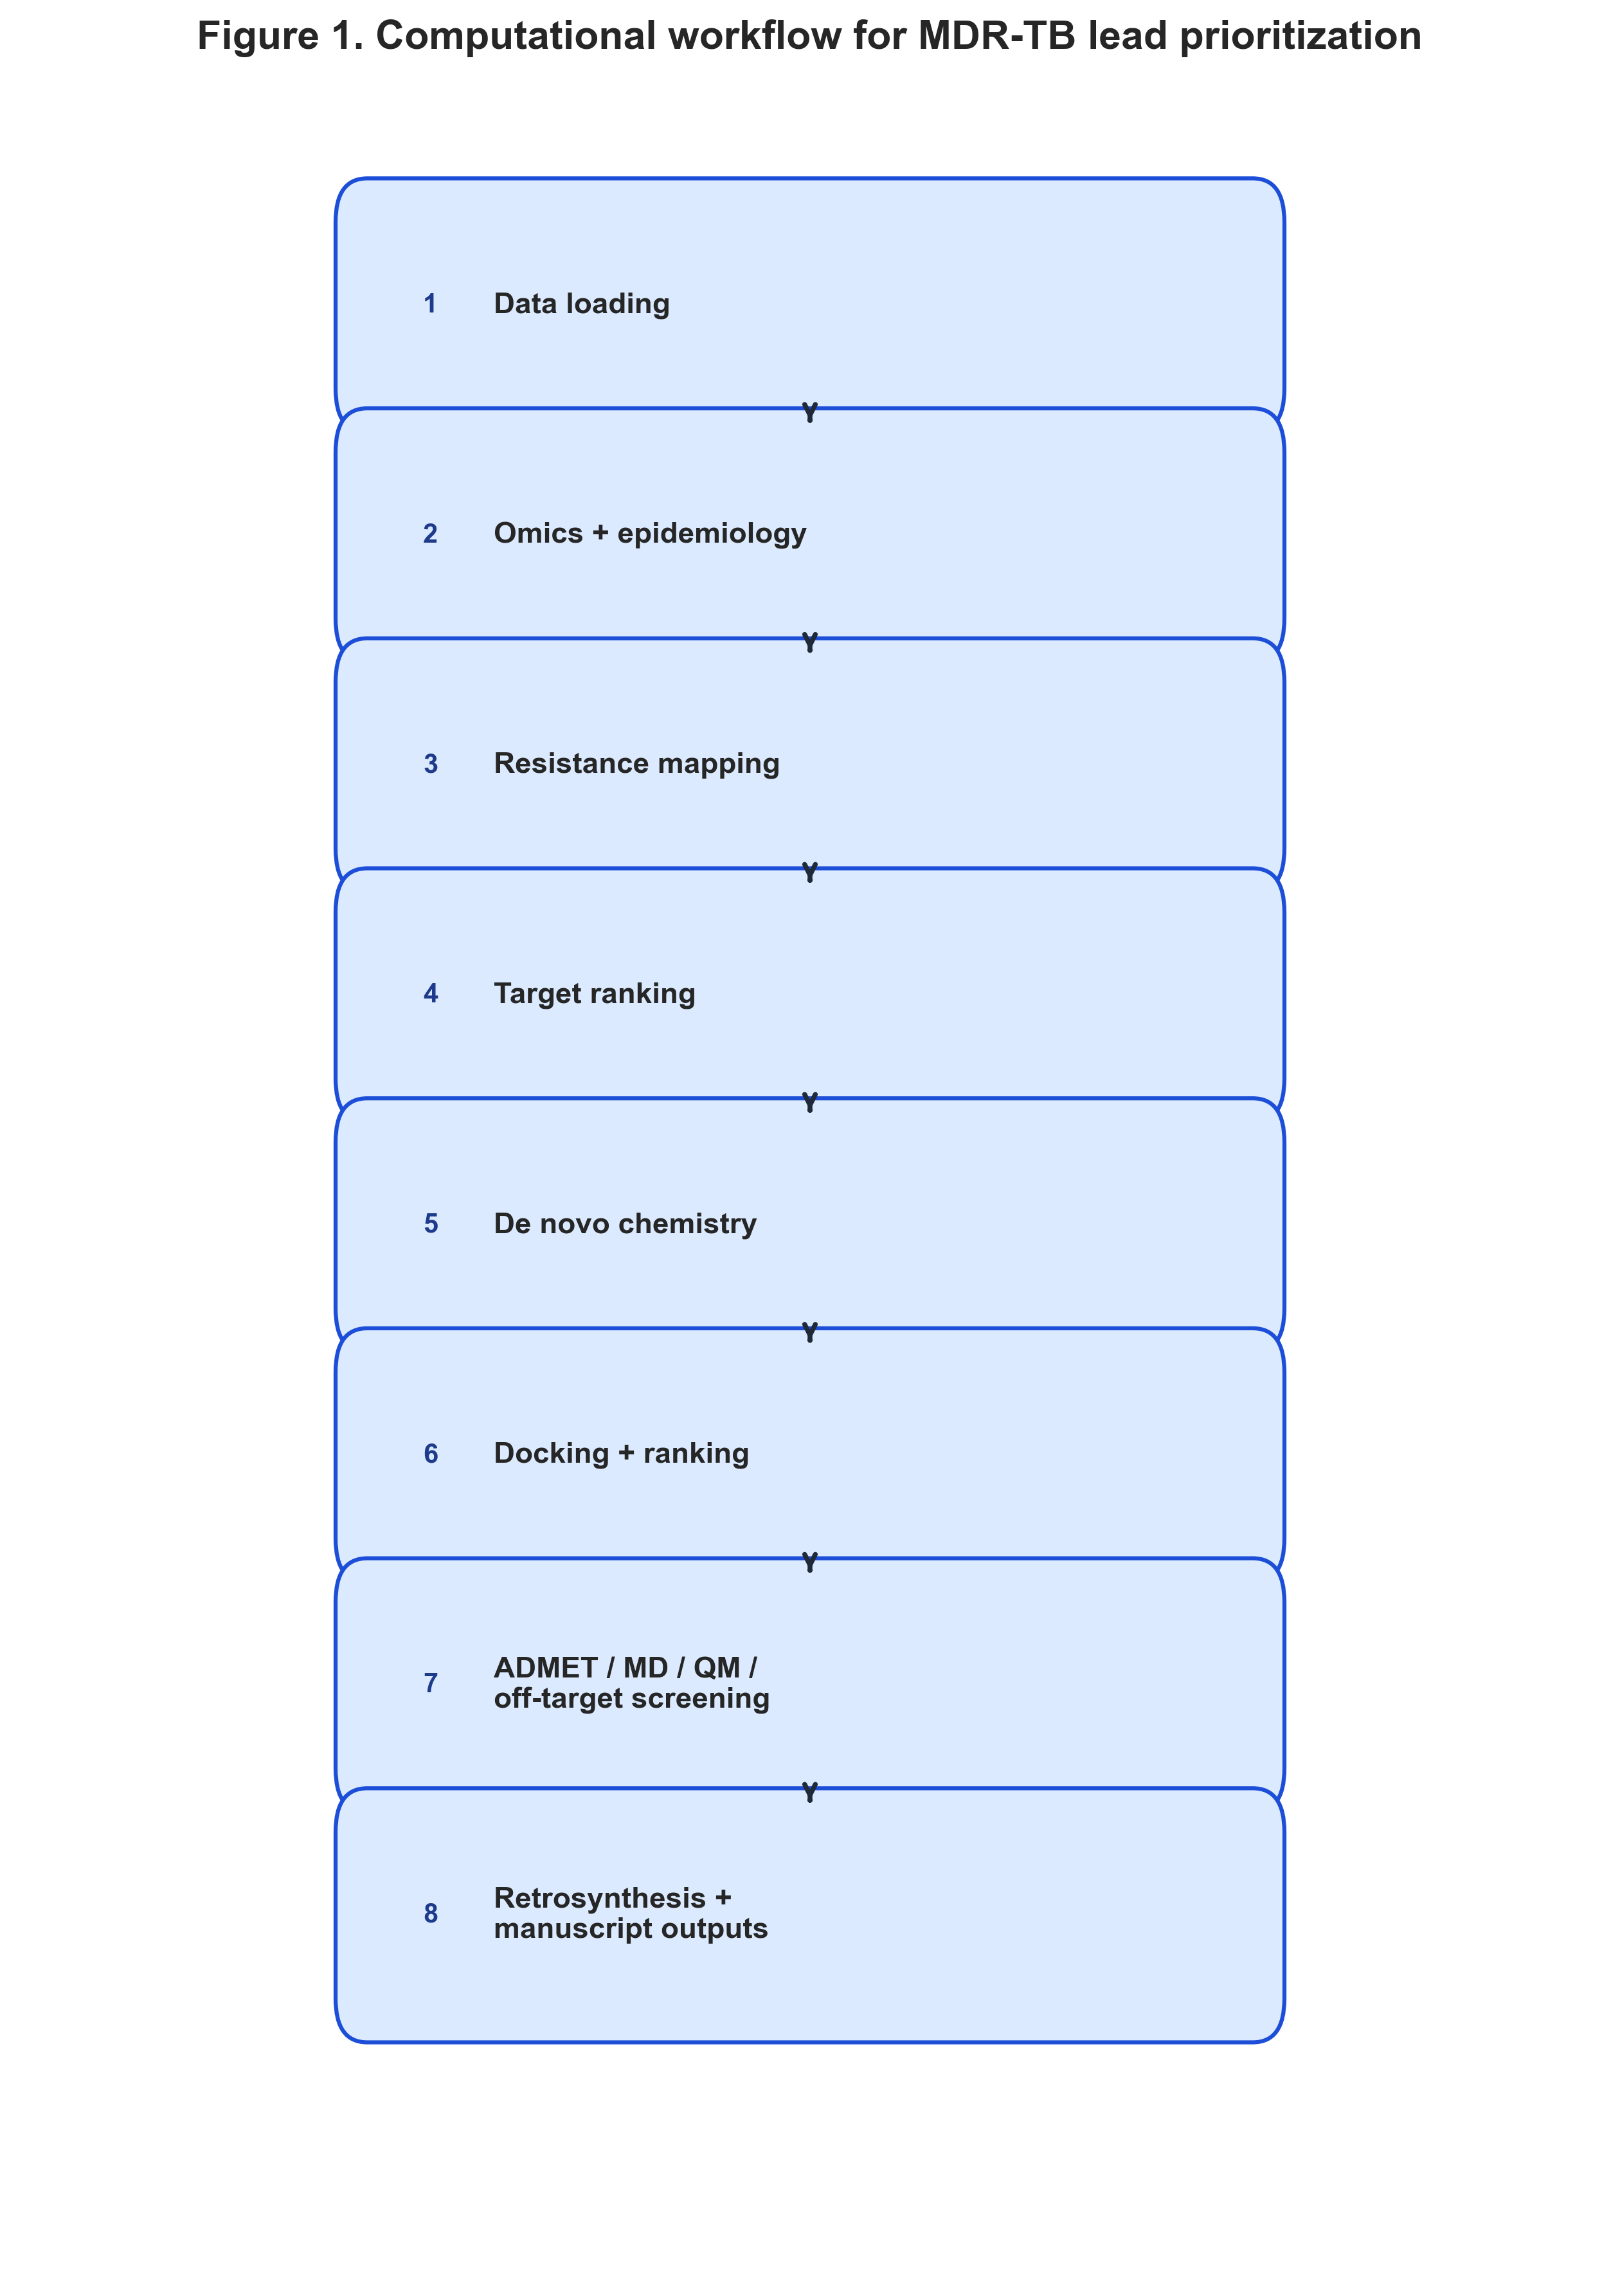 Figure 1. Computational workflow for MDR-TB lead prioritization
1 Data loading
2 Omics + epidemiology
3 Resistance mapping
4 Target ranking
5 De novo chemistry
6 Docking + ranking
7 ADMET / MD / QM /
off-target screening
8 Retrosynthesis +
manuscript outputs